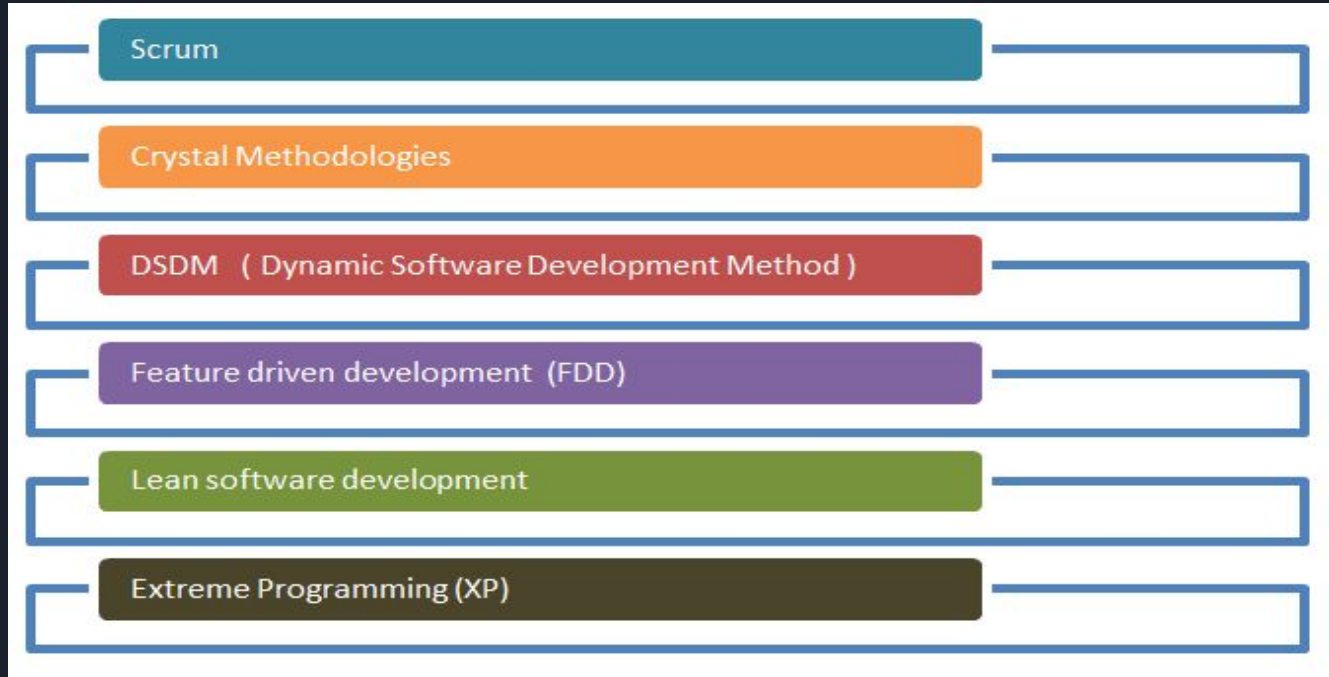 Scrum
Crystal Methodologies
DSDM ( Dynamic Software Development Method )
Feature driven development (FDD)
Lean software development
Extreme Programming (XP)